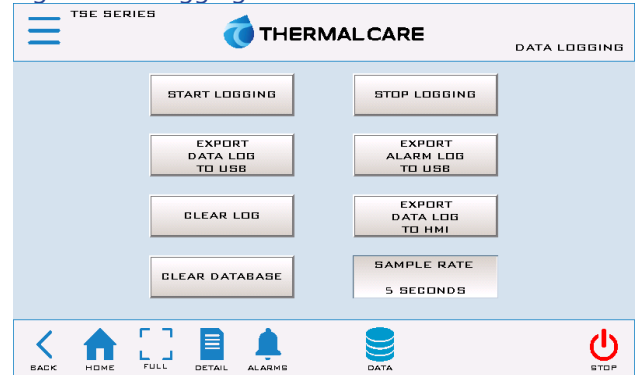 TSE SERIES
THERMALCARE
DATA LOGGING
START LOGGING
STOP LOGGING
EXPORT
DATA LOG
TO USB
EXPORT
ALARM LOG
TO USB
CLEAR LOG
EXPORT
DATA LOG
TO HMI
CLEAR DATABASE
SAMPLE RATE
5 SECONDS
BACK
HOME
FULL
DETAIL
ALARMS
DATA
STOP